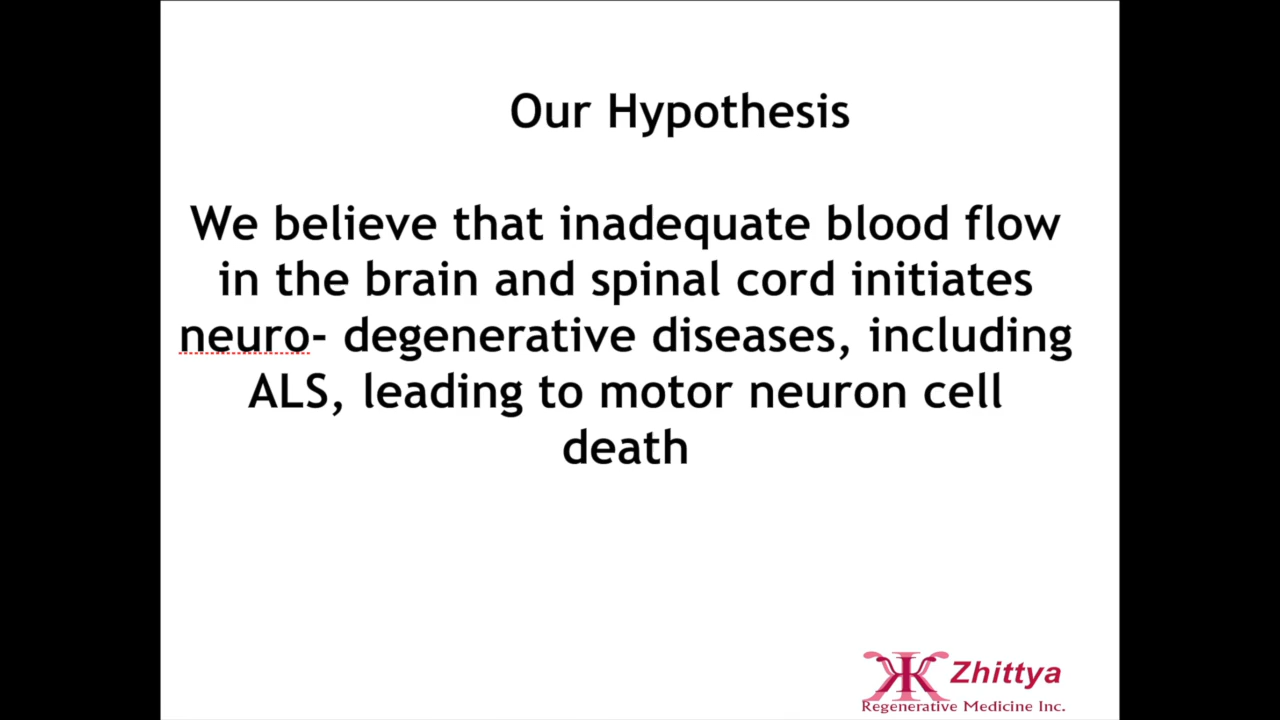 Our Hypothesis
We believe that inadequate blood flow
in the brain and spinal cord initiates
neuro- degenerative diseases, including
ALS, leading to motor neuron cell
death
Zhittya
Regenerative Medicine Inc.